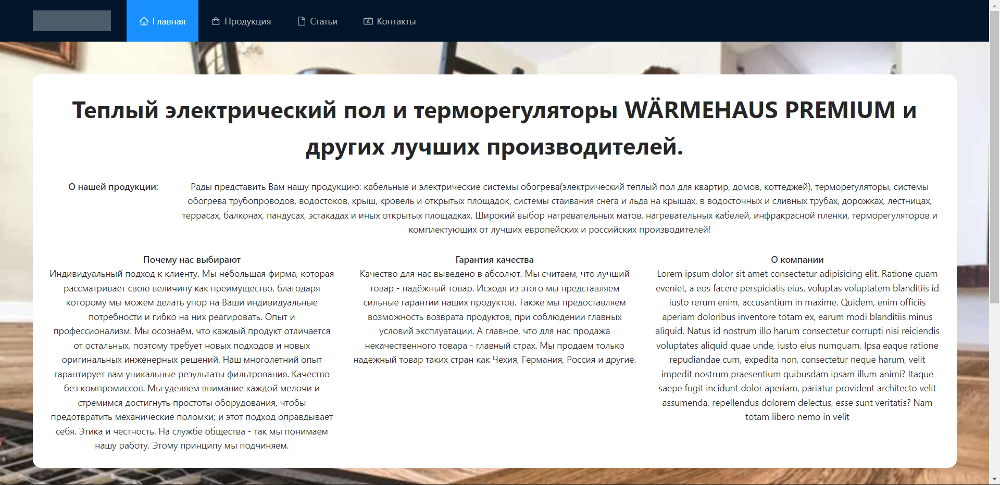 Главная
Продукция
Статьи
Контакты
Теплый электрический пол и терморегуляторы WÄRMEHAUS PREMIUM и
других лучших производителей.
О нашей продукции:
Рады представить Вам нашу продукцию: кабельные и электрические системы обогрева(электрический теплый пол для квартир, домов, коттеджей), терморегуляторы, системы
обогрева трубопроводов, водостоков, крыш, кровель и открытых площадок, системы стаивания снега и льда на крышах, в водосточных и сливных трубах, дорожках, лестницах,
террасах, балконах, пандусах, эстакадах и иных открытых площадках. Широкий выбор нагревательных матов, нагревательных кабелей, инфракрасной пленки, терморегуляторов и
комплектующих от лучших европейских и российских производителей!
Почему нас выбирают
Индивидуальный подход к клиенту. Мы небольшая фирма, которая
рассматривает свою величину как преимущество, благодаря
которому мы можем делать упор на Ваши индивидуальные
потребности и гибко на них реагировать. Опыт и
профессионализм. Мы осознаём, что каждый продукт отличается
от остальных, поэтому требует новых подходов и новых
оригинальных инженерных решений. Наш многолетний опыт
гарантирует вам уникальные результаты фильтрования. Качество
без компромиссов. Мы уделяем внимание каждой мелочи и
стремимся достигнуть простоты оборудования, чтобы
предотвратить механические поломки; и этот подход оправдывает
себя. Этика и честность. На службе общества - так мы понимаем
нашу работу. Этому принципу мы подчиняем.
Гарантия качества
Качество для нас выведено в абсолют. Мы считаем, что лучший
товар - надёжный товар. Исходя из этого мы представляем
сильные гарантии наших продуктов. Также мы предоставляем
возможность возврата продуктов, при соблюдении главных
условий эксплуатации. А главное, что для нас продажа
некачественного товара - главный страх. Мы продаем только
надежный товар таких стран как Чехия, Германия, Россия и другие.
О компании
Lorem ipsum dolor sit amet consectetur adipisicing elit. Ratione quam
eveniet, a eos facere perspiciatis eius, voluptas voluptatem blanditiis id
iusto rerum enim, accusantium in maxime. Quidem, enim officiis
aperiam doloribus inventore totam ex, earum modi blanditiis minus
aliquid. Natus id nostrum illo harum consectetur corrupti nisi reiciendis
voluptates aliquid quae unde, iusto eius numquam. Ipsa eaque ratione
repudiandae cum, expedita non, consectetur neque harum, velit
impedit nostrum praesentium quibusdam ipsam illum animi? Itaque
saepe fugit incidunt dolor aperiam, pariatur provident architecto velit
assumenda, repellendus dolorem delectus, esse sunt veritatis? Nam
totam libero nemo in velit